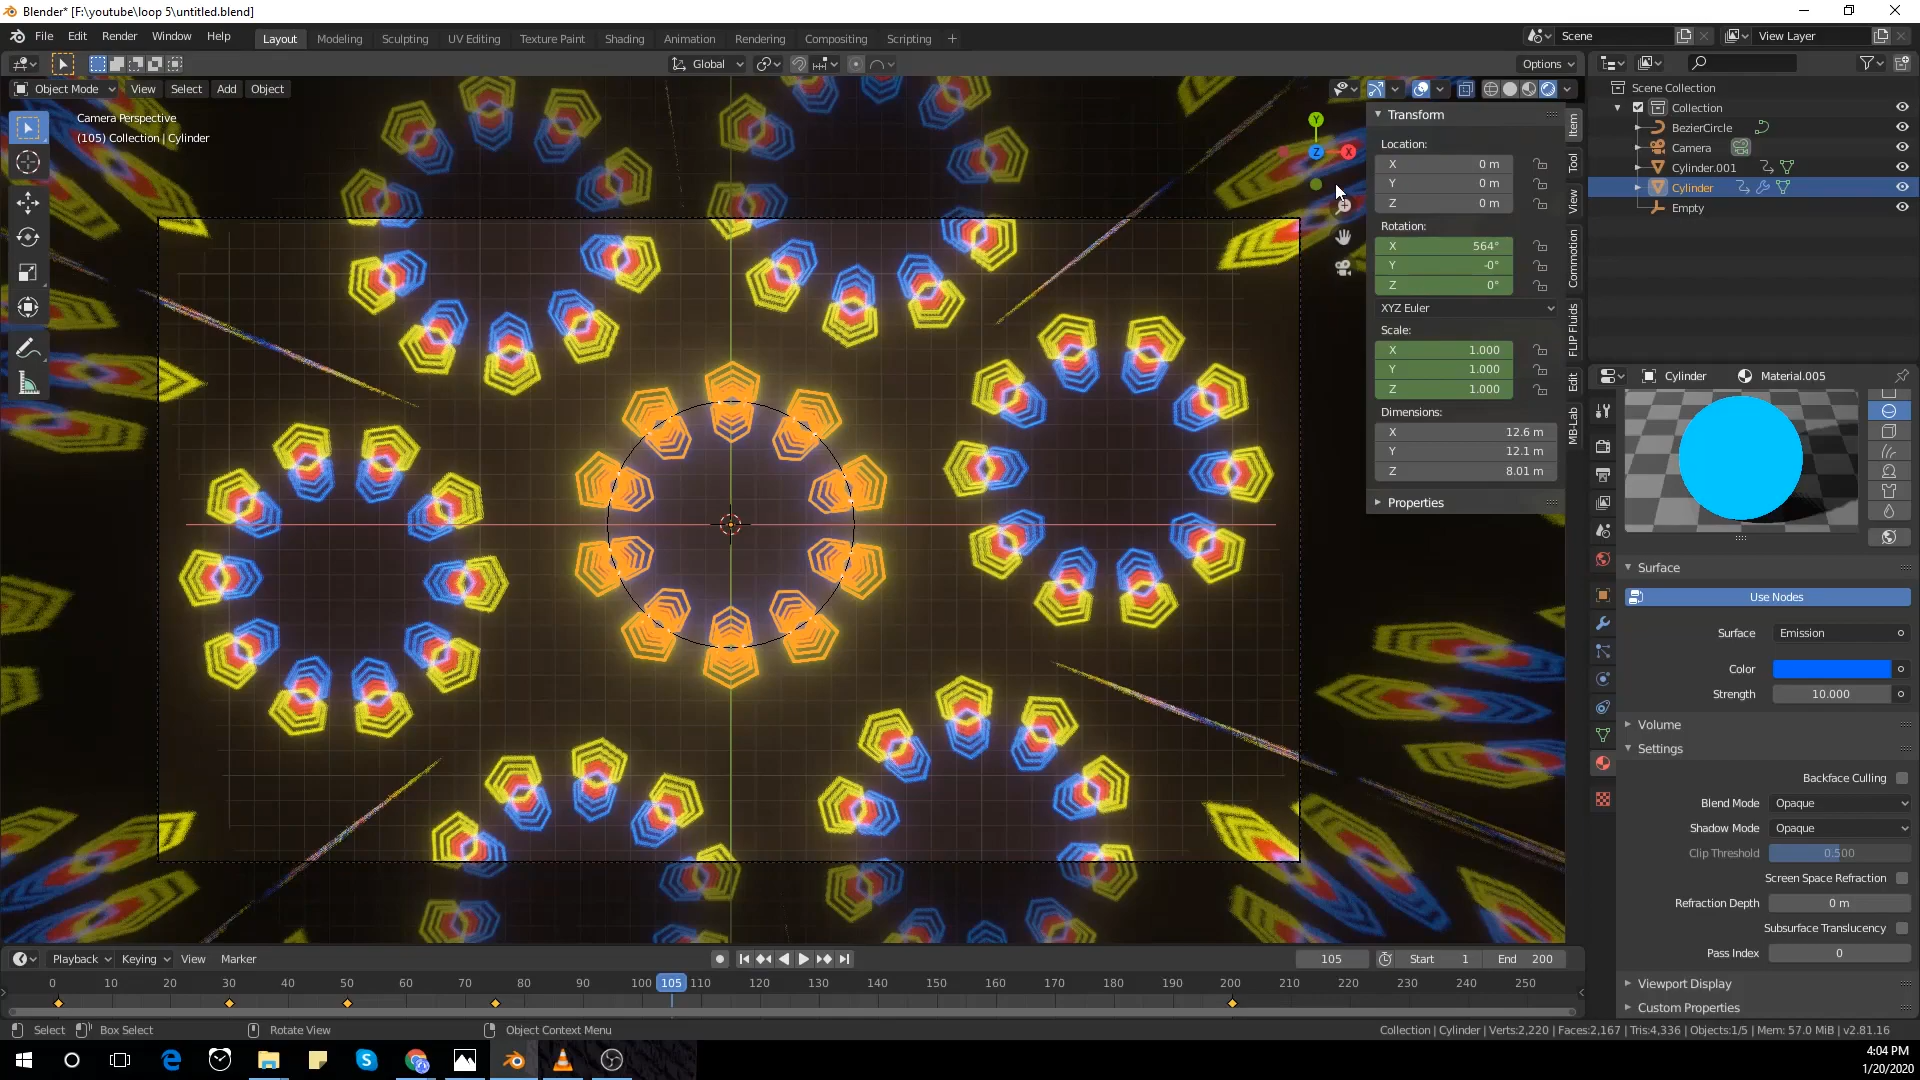 Blender* [F:\youtube\loop 5\untitled.blend]
File Edit Render Window Help Layout Modeling Sculpting UV Editing Texture Paint Shading Animation Rendering Compositing Scripting + Scene View Layer
Global Options
Object Mode View Select Add Object
Camera Perspective
(105) Collection | Cylinder
Y
X
Z
Transform
Location:
X 0 m
Y 0 m
Z 0 m
Rotation:
X 564°
Y -0°
Z 0°
XYZ Euler
Scale:
X 1.000
Y 1.000
Z 1.000
Dimensions:
X 12.6 m
Y 12.1 m
Z 8.01 m
Properties
Item
Tool
View
Commotion
FLIP Fluids
Edit
MB-Lab
Scene Collection
Collection
BezierCircle
Camera
Cylinder.001
Cylinder
Empty
Cylinder Material.005
Surface
Use Nodes
Surface Emission
Color
Strength 10.000
Volume
Settings
Backface Culling
Blend Mode Opaque
Shadow Mode Opaque
Clip Threshold 0.500
Screen Space Refraction
Refraction Depth 0 m
Subsurface Translucency
Pass Index 0
Viewport Display
Custom Properties
Playback Keying View Marker 105 Start 1 End 200
0 10 20 30 40 50 60 70 80 90 100 105 110 120 130 140 150 160 170 180 190 200 210 220 230 240 250
Select Box Select Rotate View Object Context Menu Collection | Cylinder | Verts:2,220 | Faces:2,167 | Tris:4,336 | Objects:1/5 | Mem: 57.0 MiB | v2.81.16
4:04 PM
1/20/2020